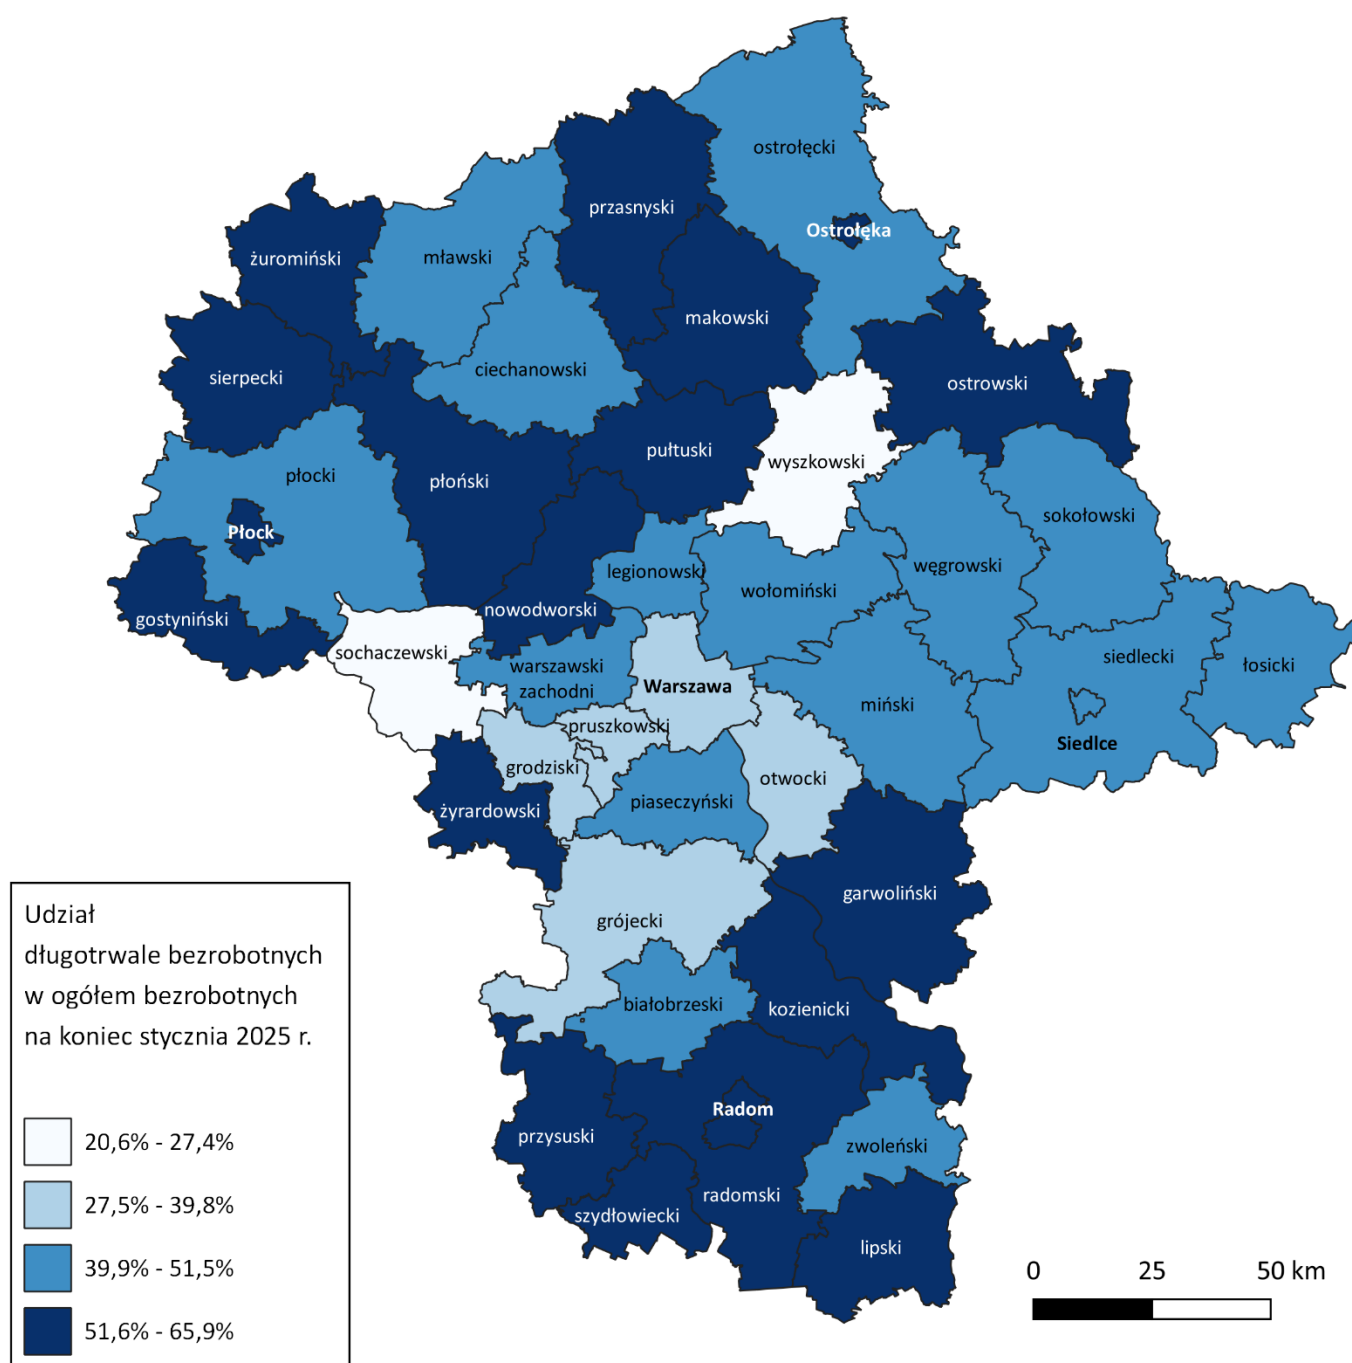 ostrołęcki
przasnyski
Ostrołęka
żuromiński
mławski
makowski
ciechanowski
sierpecki
ostrowski
pułtuski
wyszkowski
płocki
płoński
sokołowski
Płock
węgrowski
legionowski
wołomiński
nowodworski
gostyniński
sochaczewski
warszawski
zachodni
siedlecki
łosicki
Warszawa
miński
pruszkowski
Siedlce
grodziski
otwocki
piaseczyński
żyrardowski
garwoliński
grójecki
białobrzeski
kozienicki
Radom
przysuski
zwoleński
radomski
szydłowiecki
lipski
Udział
długotrwale bezrobotnych
w ogółem bezrobotnych
na koniec stycznia 2025 r.
20,6% - 27,4%
27,5% - 39,8%
39,9% - 51,5%
51,6% - 65,9%
0 25 50 km